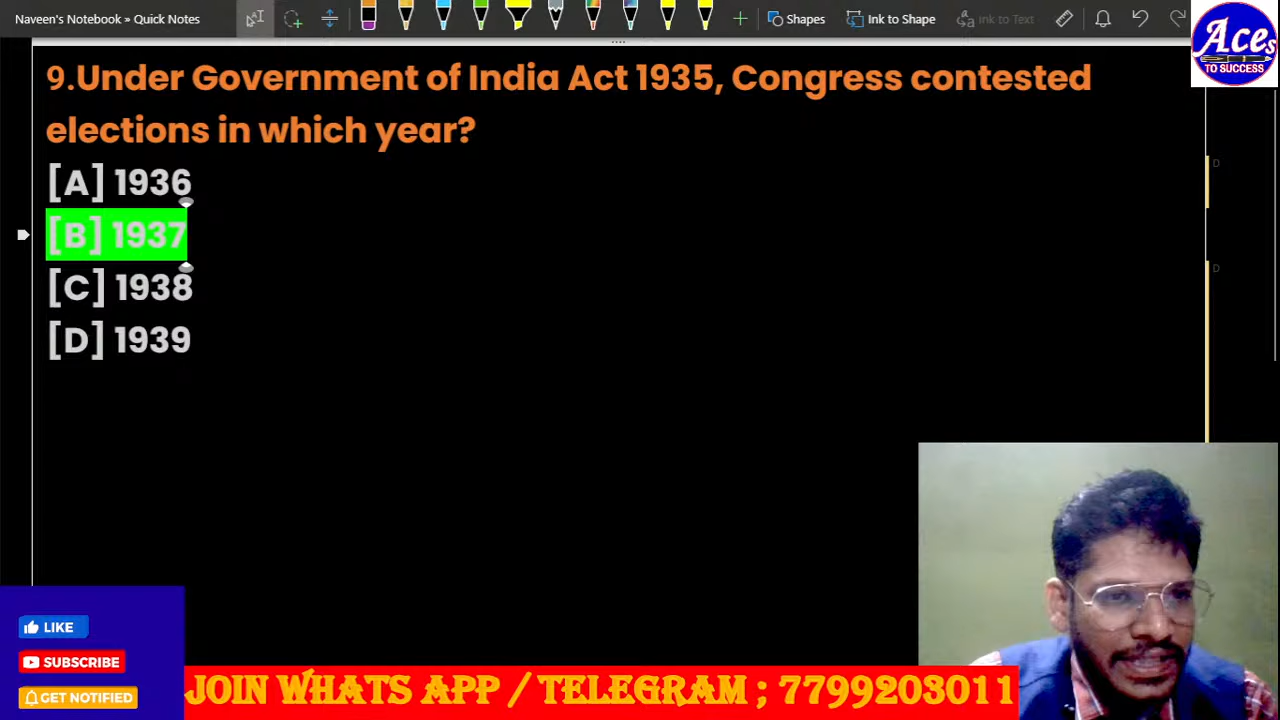 Naveen's Notebook » Quick Notes
Shapes
Ink to Shape
Ink to Text
Aces
TO SUCCESS
9.Under Government of India Act 1935, Congress contested
elections in which year?
[A] 1936
[B] 1937
[C] 1938
[D] 1939
D
D
LIKE
SUBSCRIBE
GET NOTIFIED
JOIN WHATS APP / TELEGRAM ; 7799203011